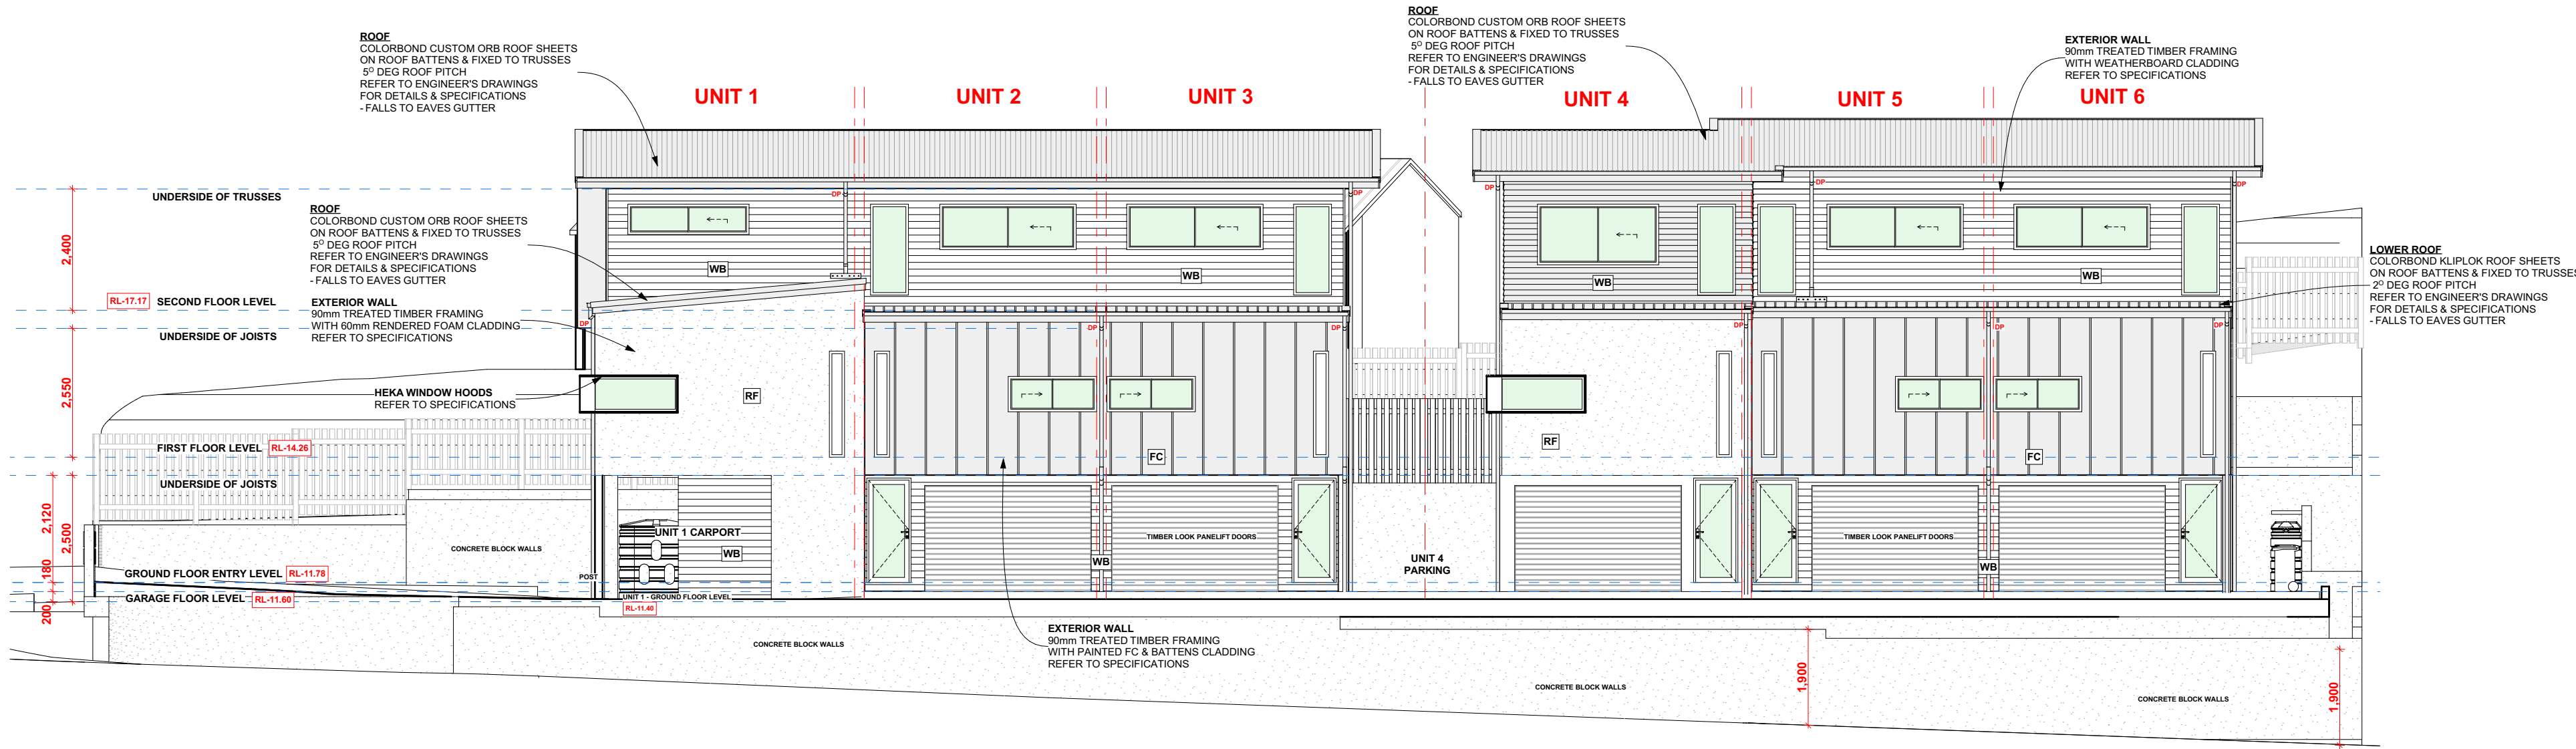 ROOF
COLORBOND CUSTOM ORB ROOF SHEETS
ON ROOF BATTENS & FIXED TO TRUSSES
5° DEG ROOF PITCH
REFER TO ENGINEER'S DRAWINGS
FOR DETAILS & SPECIFICATIONS
- FALLS TO EAVES GUTTER
ROOF
COLORBOND CUSTOM ORB ROOF SHEETS
ON ROOF BATTENS & FIXED TO TRUSSES
5° DEG ROOF PITCH
REFER TO ENGINEER'S DRAWINGS
FOR DETAILS & SPECIFICATIONS
- FALLS TO EAVES GUTTER
EXTERIOR WALL
90mm TREATED TIMBER FRAMING
WITH WEATHERBOARD CLADDING
REFER TO SPECIFICATIONS
UNIT 1
UNIT 2
UNIT 3
UNIT 4
UNIT 5
UNIT 6
UNDERSIDE OF TRUSSES
DP
DP
DP
DP
DP
2,400
ROOF
COLORBOND CUSTOM ORB ROOF SHEETS
ON ROOF BATTENS & FIXED TO TRUSSES
5° DEG ROOF PITCH
REFER TO ENGINEER'S DRAWINGS
FOR DETAILS & SPECIFICATIONS
- FALLS TO EAVES GUTTER
WB
WB
WB
WB
LOWER ROOF
COLORBOND KLIPLOK ROOF SHEETS
ON ROOF BATTENS & FIXED TO TRUSSES
2° DEG ROOF PITCH
REFER TO ENGINEER'S DRAWINGS
FOR DETAILS & SPECIFICATIONS
- FALLS TO EAVES GUTTER
RL-17.17
SECOND FLOOR LEVEL
EXTERIOR WALL
90mm TREATED TIMBER FRAMING
WITH 60mm RENDERED FOAM CLADDING
REFER TO SPECIFICATIONS
DP
DP
DP
DP
DP
DP
UNDERSIDE OF JOISTS
2,550
HEKA WINDOW HOODS
REFER TO SPECIFICATIONS
RF
RF
FIRST FLOOR LEVEL
RL-14.26
FC
FC
UNDERSIDE OF JOISTS
2,120
2,500
180
200
CONCRETE BLOCK WALLS
UNIT 1 CARPORT
WB
TIMBER LOOK PANELIFT DOORS
WB
UNIT 4
PARKING
TIMBER LOOK PANELIFT DOORS
WB
GROUND FLOOR ENTRY LEVEL
RL-11.78
POST
GARAGE FLOOR LEVEL
RL-11.60
UNIT 1 - GROUND FLOOR LEVEL
RL-11.40
EXTERIOR WALL
90mm TREATED TIMBER FRAMING
WITH PAINTED FC & BATTENS CLADDING
REFER TO SPECIFICATIONS
CONCRETE BLOCK WALLS
CONCRETE BLOCK WALLS
1,900
CONCRETE BLOCK WALLS
1,900